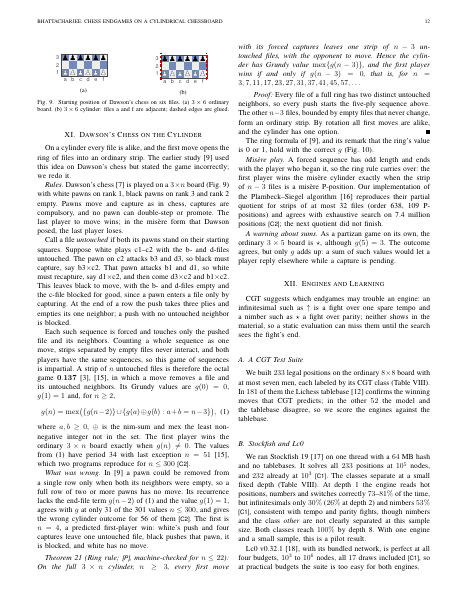 BHATTACHARJEE: CHESS ENDGAMES ON A CYLINDRICAL CHESSBOARD
12
3
2
1
a b c d e f
(a)
3
2
1
a b c d e f
(b)
Fig. 9. Starting position of Dawson's chess on six files. (a) 3 × 6 ordinary
board. (b) 3 × 6 cylinder: files a and f are adjacent; dashed edges are glued.
XI. DAWSON'S CHESS ON THE CYLINDER
On a cylinder every file is alike, and the first move opens the
ring of files into an ordinary strip. The earlier study [9] used
this idea on Dawson's chess but stated the game incorrectly;
we redo it.
Rules. Dawson's chess [7] is played on a 3×n board (Fig. 9)
with white pawns on rank 1, black pawns on rank 3 and rank 2
empty. Pawns move and capture as in chess, captures are
compulsory, and no pawn can double-step or promote. The
last player to move wins; in the misère form that Dawson
posed, the last player loses.
Call a file untouched if both its pawns stand on their starting
squares. Suppose white plays c1–c2 with the b- and d-files
untouched. The pawn on c2 attacks b3 and d3, so black must
capture, say b3×c2. That pawn attacks b1 and d1, so white
must recapture, say d1×c2, and then come d3×c2 and b1×c2.
This leaves black to move, with the b- and d-files empty and
the c-file blocked for good, since a pawn enters a file only by
capturing. At the end of a row the push takes three plies and
empties its one neighbor; a push with no untouched neighbor
is blocked.
Each such sequence is forced and touches only the pushed
file and its neighbors. Counting a whole sequence as one
move, strips separated by empty files never interact, and both
players have the same sequences, so this game of sequences
is impartial. A strip of n untouched files is therefore the octal
game 0.137 [3], [15], in which a move removes a file and
its untouched neighbors. Its Grundy values are g(0) = 0,
g(1) = 1 and, for n ≥ 2,
g(n) = mex({g(n−2)} ∪ {g(a)⊕g(b) : a+b = n−3}), (1)
where a, b ≥ 0, ⊕ is the nim-sum and mex the least non-
negative integer not in the set. The first player wins the
ordinary 3 × n board exactly when g(n) ≠ 0. The values
from (1) have period 34 with last exception n = 51 [15],
which two programs reproduce for n ≤ 300 [C2].
What was wrong. In [9] a pawn could be removed from
a single row only when both its neighbors were empty, so a
full row of two or more pawns has no move. Its recurrence
lacks the end-file term g(n−2) of (1) and the value g(1) = 1,
agrees with g at only 31 of the 301 values n ≤ 300, and gives
the wrong outcome for 56 of them [C2]. The first is
n = 4, a predicted first-player win: white's push and four
captures leave one untouched file, black pushes that pawn, it
is blocked, and white has no move.
Theorem 21 (Ring rule; [P], machine-checked for n ≤ 22):
On the full 3 × n cylinder, n ≥ 3, every first move
with its forced captures leaves one strip of n − 3 un-
touched files, with the opponent to move. Hence the cylin-
der has Grundy value mex{g(n−3)}, and the first player
wins if and only if g(n−3) = 0, that is, for n =
3, 7, 11, 17, 23, 27, 31, 37, 41, 45, 57, . . .
Proof: Every file of a full ring has two distinct untouched
neighbors, so every push starts the five-ply sequence above.
The other n−3 files, bounded by empty files that never change,
form an ordinary strip. By rotation all first moves are alike,
and the cylinder has one option. ■
The ring formula of [9], and its remark that the ring's value
is 0 or 1, hold with the correct g (Fig. 10).
Misère play. A forced sequence has odd length and ends
with the player who began it, so the ring rule carries over: the
first player wins the misère cylinder exactly when the strip
of n − 3 files is a misère P-position. Our implementation of
the Plambeck–Siegel algorithm [16] reproduces their partial
quotient for strips of at most 32 files (order 638, 109 P-
positions) and agrees with exhaustive search on 7.4 million
positions [C2]; the next quotient did not finish.
A warning about sums. As a partizan game on its own, the
ordinary 3 × 5 board is ⋆, although g(5) = 3. The outcome
agrees, but only g adds up: a sum of such values would let a
player reply elsewhere while a capture is pending.
XII. ENGINES AND LEARNING
CGT suggests which endgames may trouble an engine: an
infinitesimal such as ↑ is a fight over one spare tempo and
a nimber such as ⋆ a fight over parity; neither shows in the
material, so a static evaluation can miss them until the search
sees the fight's end.
A. A CGT Test Suite
We built 233 legal positions on the ordinary 8×8 board with
at most seven men, each labeled by its CGT class (Table VIII).
In 181 of them the Lichess tablebase [12] confirms the winning
moves that CGT predicts; in the other 52 the model and
the tablebase disagree, so we score the engines against the
tablebase.
B. Stockfish and Lc0
We ran Stockfish 19 [17] on one thread with a 64 MB hash
and no tablebases. It solves all 233 positions at 10⁵ nodes,
and 232 already at 10³ [C1]. The classes separate at a small
fixed depth (Table VIII). At depth 1 the engine reads hot
positions, numbers and switches correctly 73–81% of the time,
but infinitesimals only 30% (26% at depth 2) and nimbers 53%
[C1], consistent with tempo and parity fights, though numbers
and the class other are not clearly separated at this sample
size. Both classes reach 100% by depth 8. With one engine
and a small sample, this is a pilot result.
Lc0 v0.32.1 [18], with its bundled network, is perfect at all
four budgets, 10¹ to 10⁴ nodes, all 17 draws included [C1], so
at practical budgets the suite is too easy for both engines.